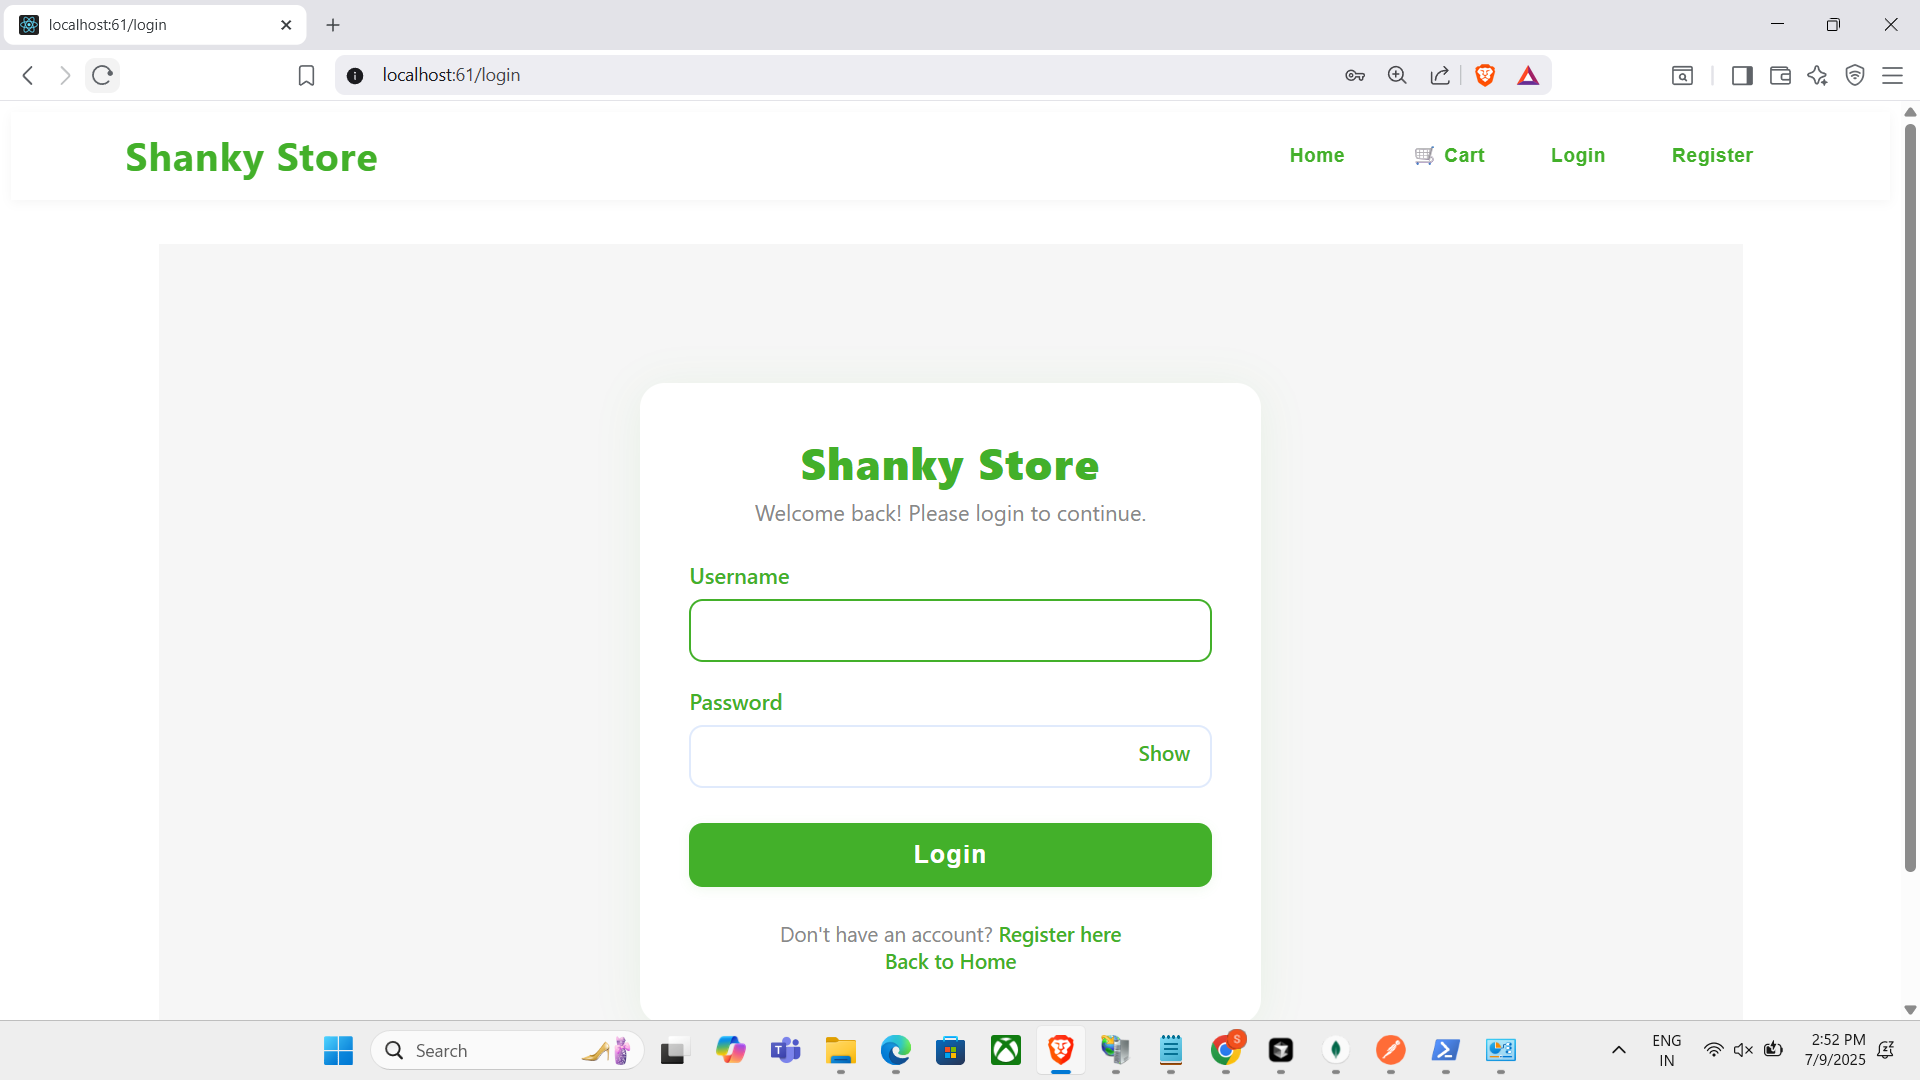 localhost:61/login
localhost:61/login
Shanky Store
Home
Cart
Login
Register
Shanky Store
Welcome back! Please login to continue.
Username
Password
Show
Login
Don't have an account? Register here
Back to Home
Search
S
ENG
IN
2:52 PM
7/9/2025